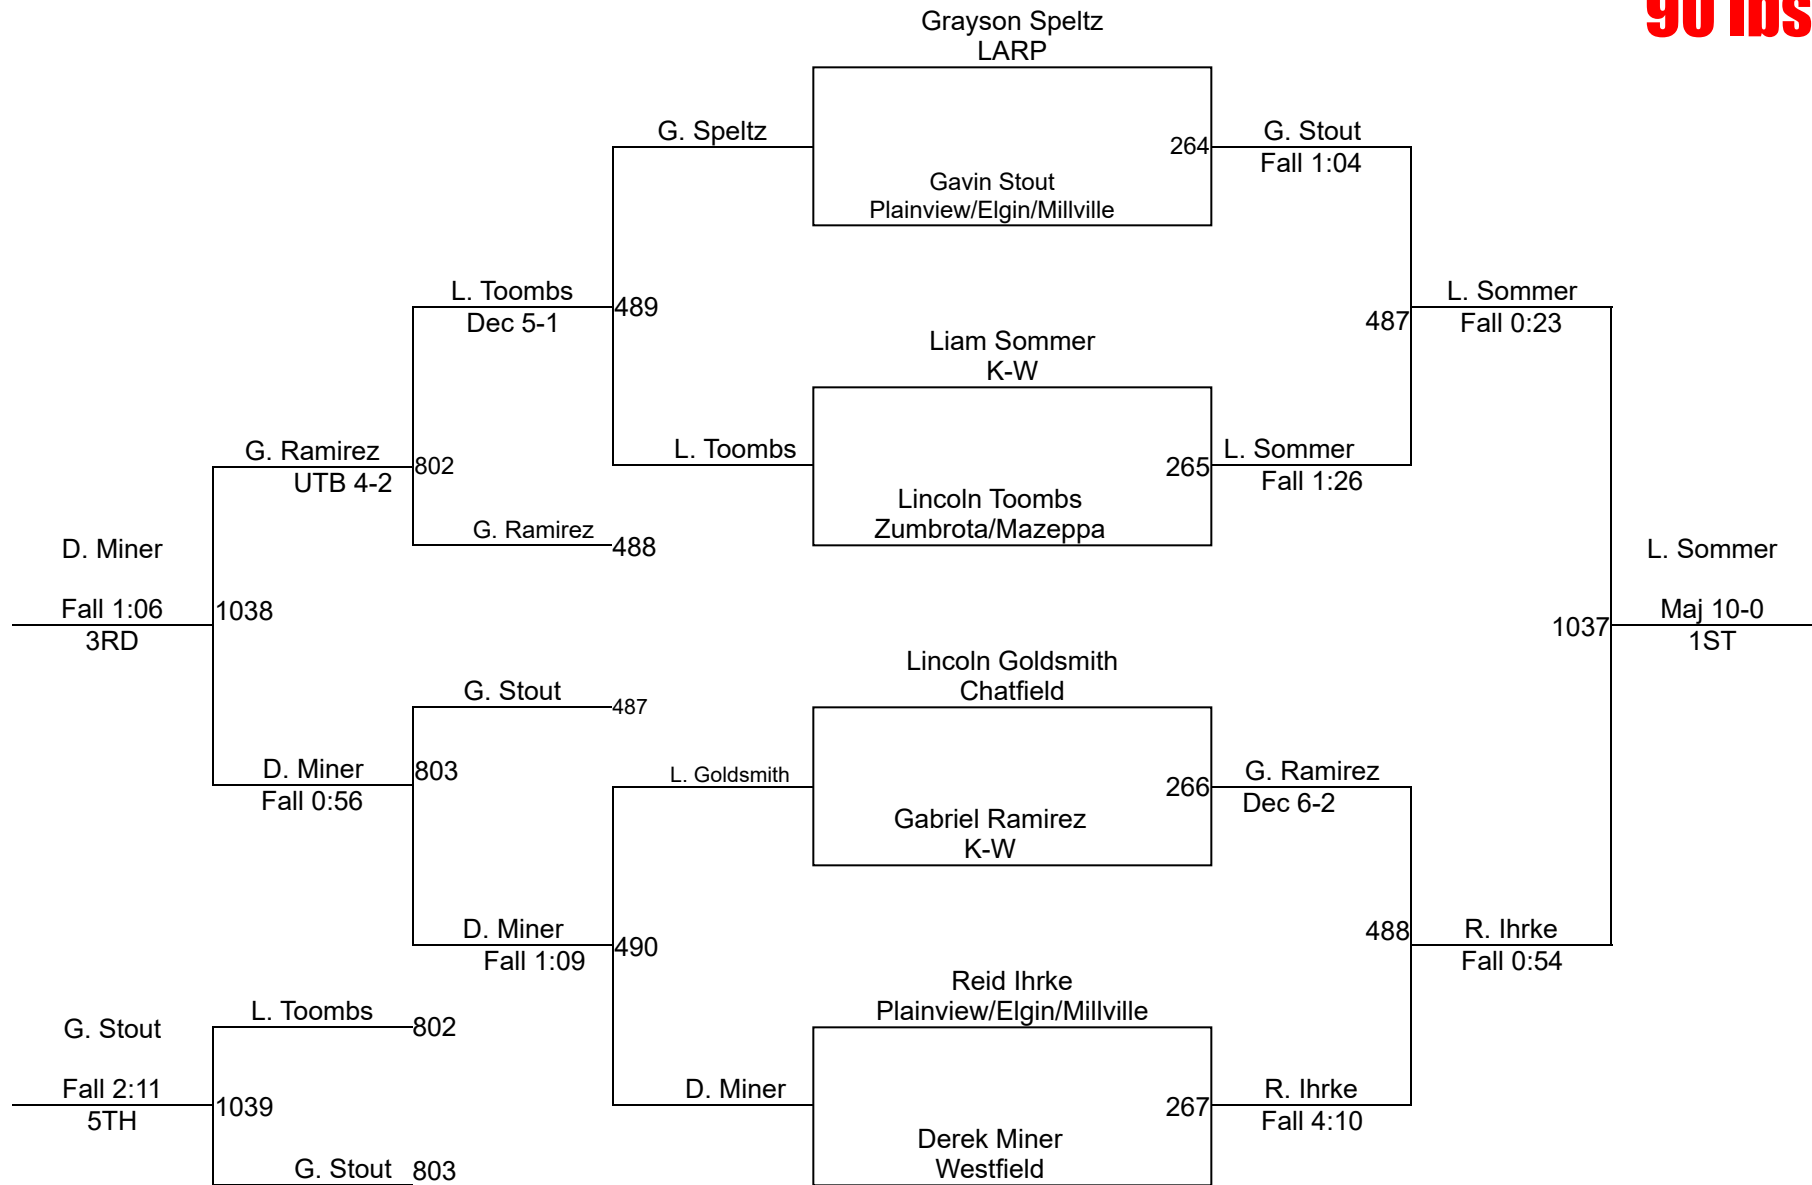 90 lbs
Grayson Speltz
LARP
G. Speltz
264
G. Stout
Fall 1:04
Gavin Stout
Plainview/Elgin/Millville
L. Toombs
Dec 5-1
489
L. Sommer
Fall 0:23
487
Liam Sommer
K-W
G. Ramirez
UTB 4-2
802
L. Toombs
265
L. Sommer
Fall 1:26
Lincoln Toombs
Zumbrota/Mazeppa
G. Ramirez
488
D. Miner
Fall 1:06
3RD
1038
L. Sommer
Maj 10-0
1ST
1037
Lincoln Goldsmith
Chatfield
G. Stout
487
D. Miner
Fall 0:56
803
L. Goldsmith
266
G. Ramirez
Dec 6-2
Gabriel Ramirez
K-W
D. Miner
Fall 1:09
490
488
R. Ihrke
Fall 0:54
Reid Ihrke
Plainview/Elgin/Millville
L. Toombs
802
G. Stout
Fall 2:11
5TH
1039
D. Miner
267
R. Ihrke
Fall 4:10
Derek Miner
Westfield
G. Stout
803